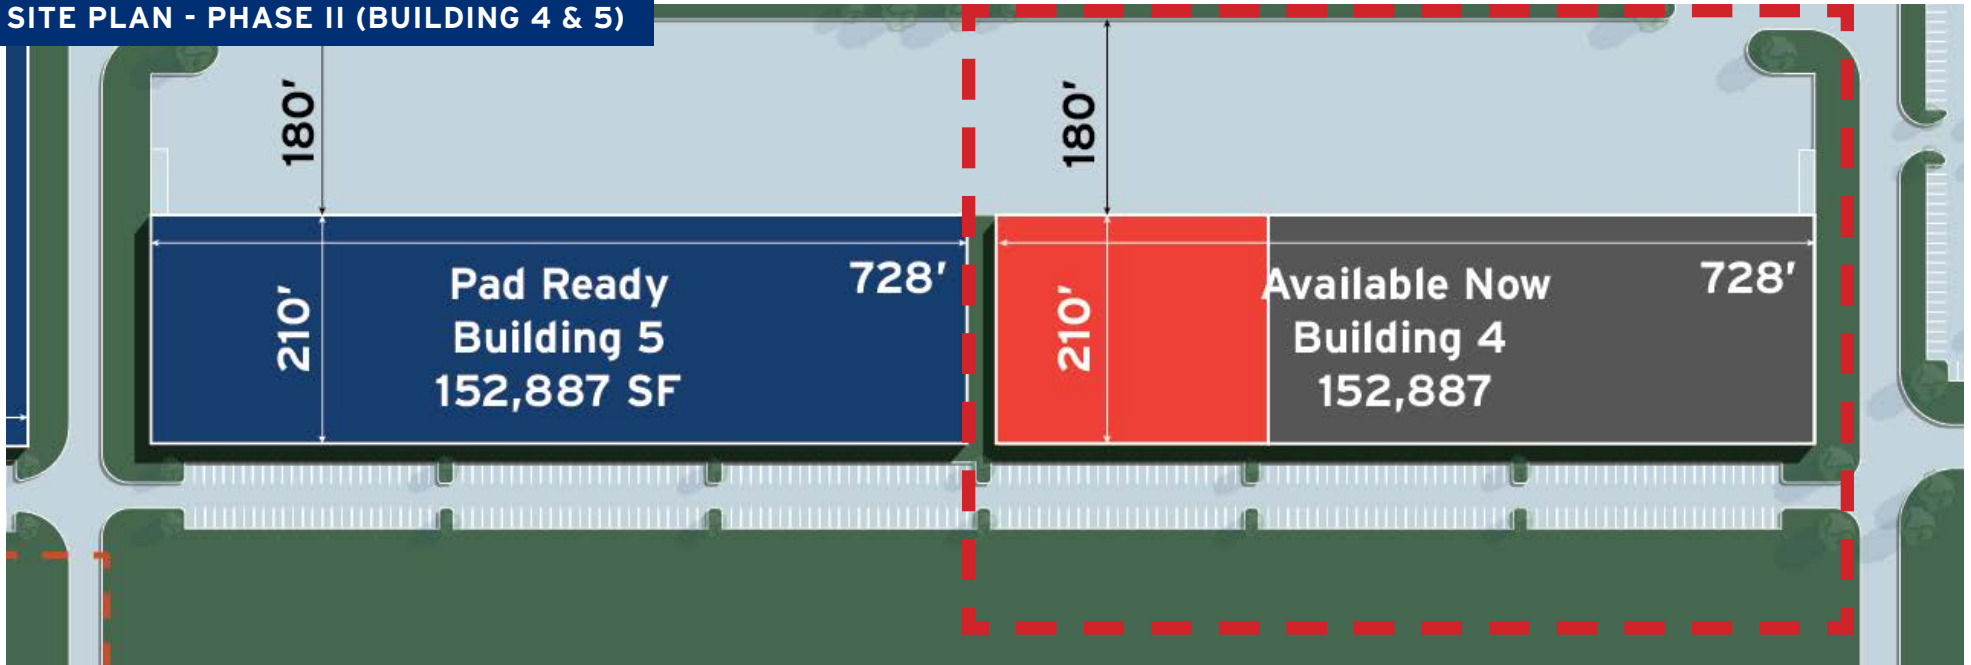 SITE PLAN - PHASE II (BUILDING 4 & 5)
180'
180'
728'
210'
Pad Ready
Building 5
152,887 SF
728'
210'
Available Now
Building 4
152,887